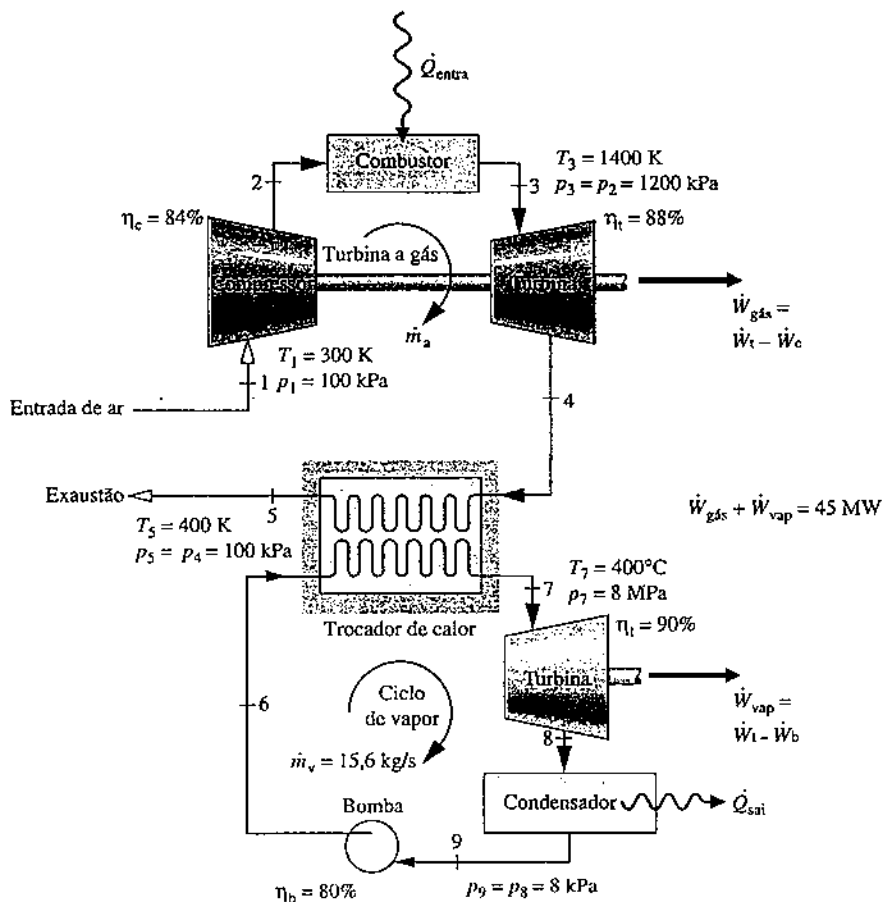 Q̇entra
Combustor
2
3
T3 = 1400 K
p3 = p2 = 1200 kPa
ηc = 84%
ηt = 88%
Turbina a gás
Compressor
Turbina
ṁa
Ẇgás =
Ẇt – Ẇc
T1 = 300 K
1 p1 = 100 kPa
Entrada de ar
4
Exaustão
5
T5 = 400 K
p5 = p4 = 100 kPa
Ẇgás + Ẇvap = 45 MW
Trocador de calor
7
T7 = 400°C
p7 = 8 MPa
ηt = 90%
Turbina
6
Ciclo
de vapor
ṁv = 15,6 kg/s
Ẇvap =
Ẇt – Ẇb
8
Condensador
Q̇sai
Bomba
9
ηb = 80%
p9 = p8 = 8 kPa